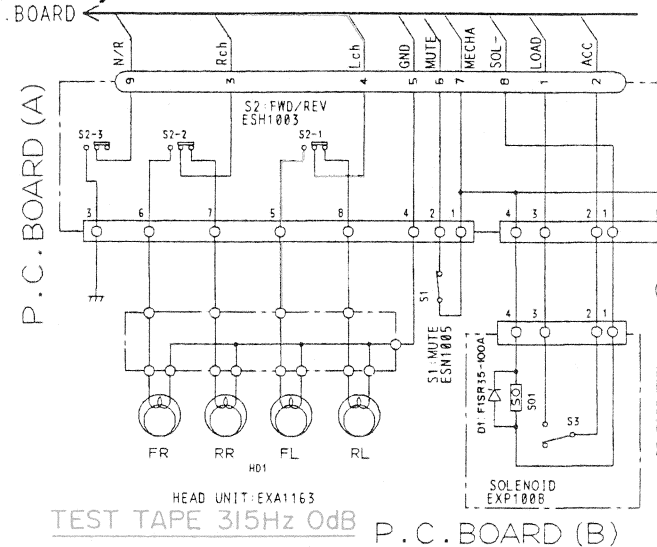 .BOARD
N/R
Rch
Lch
GND
MUTE
MECHA
SOL-
LOAD
ACC
9 3 4 5 6 7 8 1 2
S2:FWD/REV
ESH1003
S2-3 S2-2 S2-1
P.C.BOARD (A)
3 6 7 5 8 4 2 1 4 3 2 1
S1
S1:MUTE
ESN1005
4 3 2 1
D1:F1SR35-100A
SO
SO1
S3
FR RR FL RL
HD1
HEAD UNIT:EXA1163
SOLENOID
EXP1008
TEST TAPE 315Hz 0dB
P.C.BOARD (B)